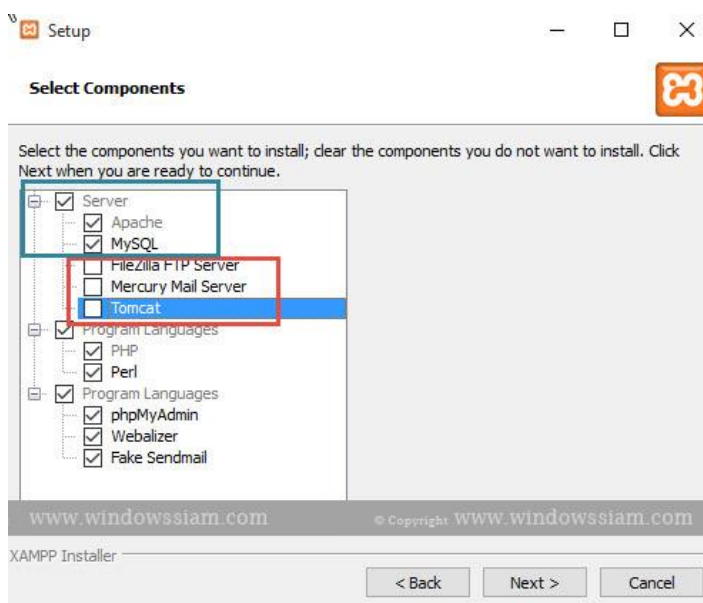 Setup
Select Components
Select the components you want to install; clear the components you do not want to install. Click
Next when you are ready to continue.
Server
Apache
MySQL
FileZilla FTP Server
Mercury Mail Server
Tomcat
Program Languages
PHP
Perl
Program Languages
phpMyAdmin
Webalizer
Fake Sendmail
www.windowssiam.com © Copyright www.windowssiam.com
XAMPP Installer
< Back Next > Cancel